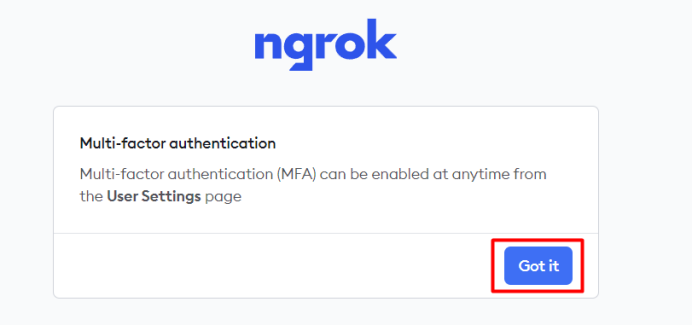 ngrok
Multi-factor authentication
Multi-factor authentication (MFA) can be enabled at anytime from
the User Settings page
Got it